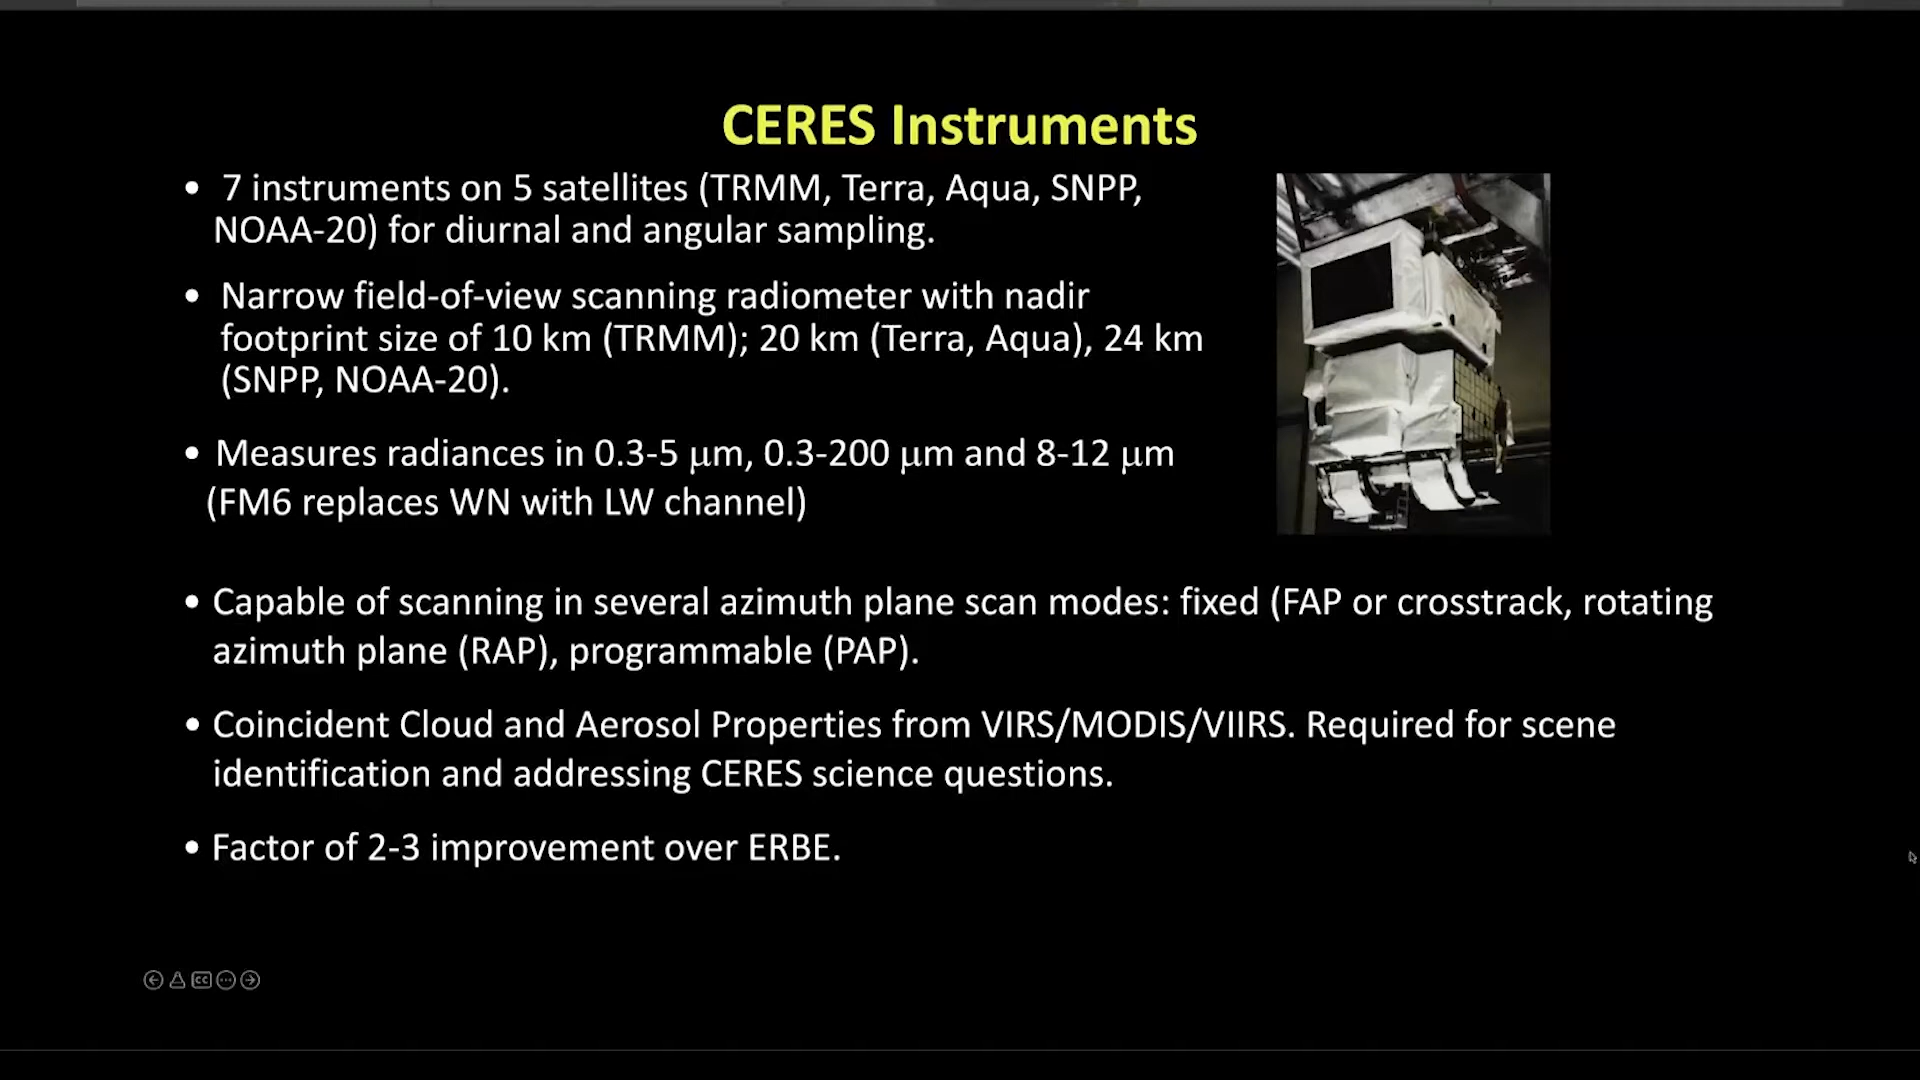 CERES Instruments
• 7 instruments on 5 satellites (TRMM, Terra, Aqua, SNPP,
NOAA-20) for diurnal and angular sampling.
• Narrow field-of-view scanning radiometer with nadir
footprint size of 10 km (TRMM); 20 km (Terra, Aqua), 24 km
(SNPP, NOAA-20).
• Measures radiances in 0.3-5 μm, 0.3-200 μm and 8-12 μm
(FM6 replaces WN with LW channel)
• Capable of scanning in several azimuth plane scan modes: fixed (FAP or crosstrack, rotating
azimuth plane (RAP), programmable (PAP).
• Coincident Cloud and Aerosol Properties from VIRS/MODIS/VIIRS. Required for scene
identification and addressing CERES science questions.
• Factor of 2-3 improvement over ERBE.
cc